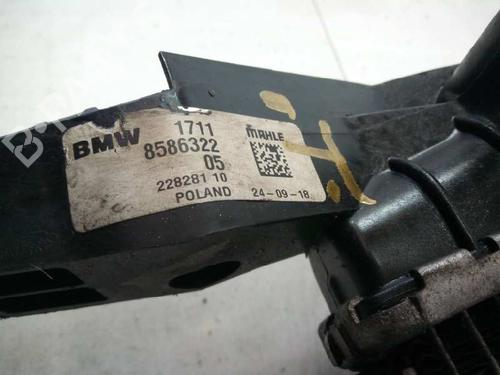 BMW 1711 MAHLE
8586322
05
228281 10
POLAND 24-09-18